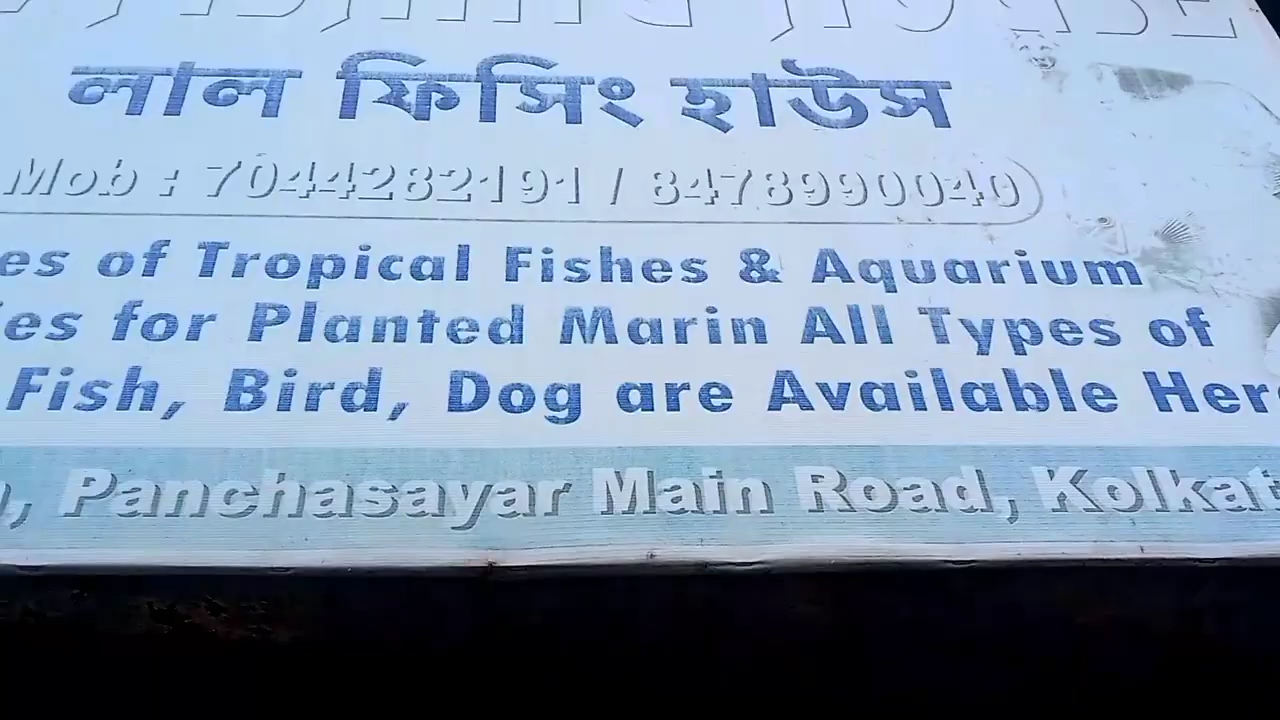 লাল ফিসিং হাউস
Mob : 7044282191 / 8478990040
es of Tropical Fishes & Aquarium
ies for Planted Marin All Types of
Fish, Bird, Dog are Available Her
, Panchasayar Main Road, Kolkat